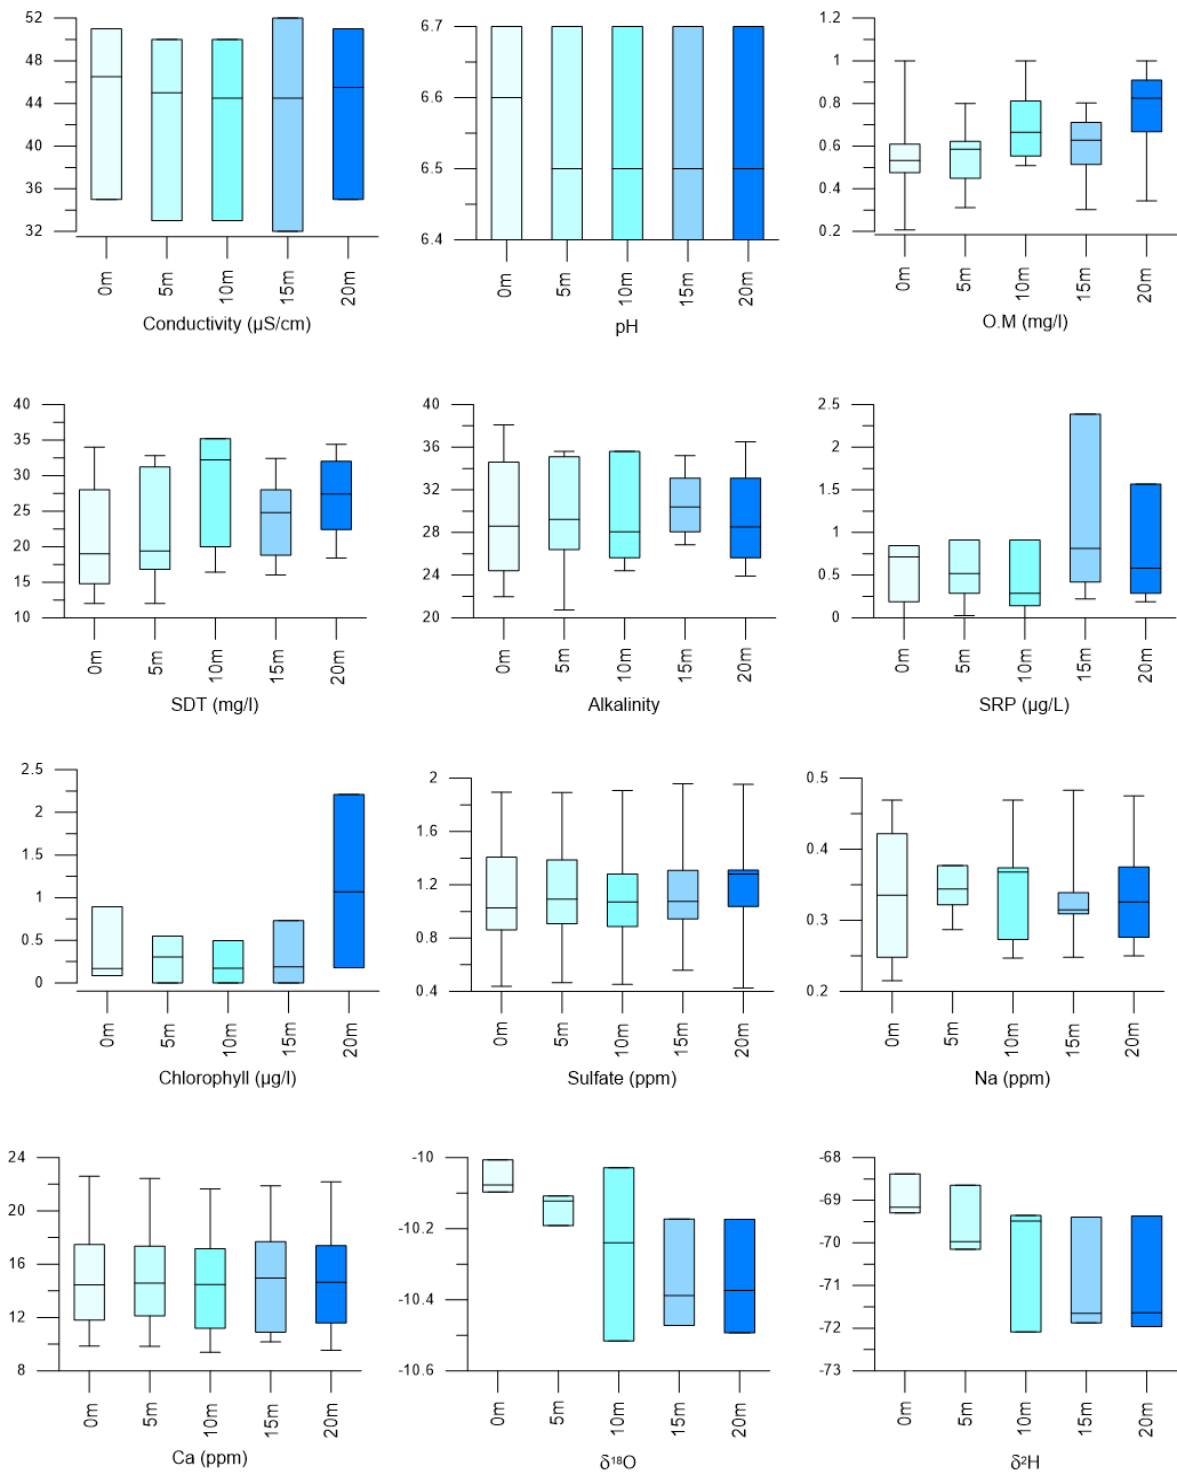 52
48
44
40
36
32
0m
5m
10m
15m
20m
Conductivity (µS/cm)
6.7
6.6
6.5
6.4
0m
5m
10m
15m
20m
pH
1.2
1
0.8
0.6
0.4
0.2
0m
5m
10m
15m
20m
O.M (mg/l)
40
35
30
25
20
15
10
0m
5m
10m
15m
20m
SDT (mg/l)
40
36
32
28
24
20
0m
5m
10m
15m
20m
Alkalinity
2.5
2
1.5
1
0.5
0
0m
5m
10m
15m
20m
SRP (µg/L)
2.5
2
1.5
1
0.5
0
0m
5m
10m
15m
20m
Chlorophyll (µg/l)
2
1.6
1.2
0.8
0.4
0m
5m
10m
15m
20m
Sulfate (ppm)
0.5
0.4
0.3
0.2
0m
5m
10m
15m
20m
Na (ppm)
24
20
16
12
8
0m
5m
10m
15m
20m
Ca (ppm)
-10
-10.2
-10.4
-10.6
0m
5m
10m
15m
20m
δ¹⁸O
-68
-69
-70
-71
-72
-73
0m
5m
10m
15m
20m
δ²H